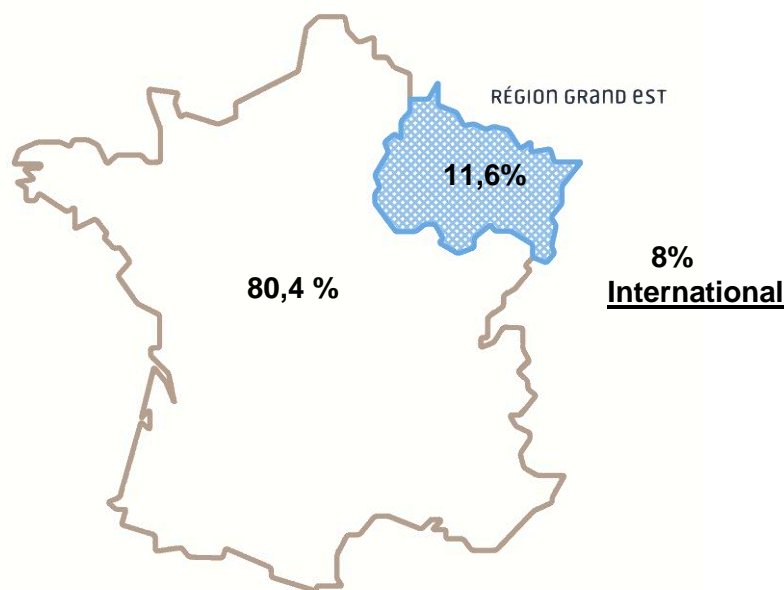 RÉGION GRAND EST
11,6%
80,4 %
8%
International